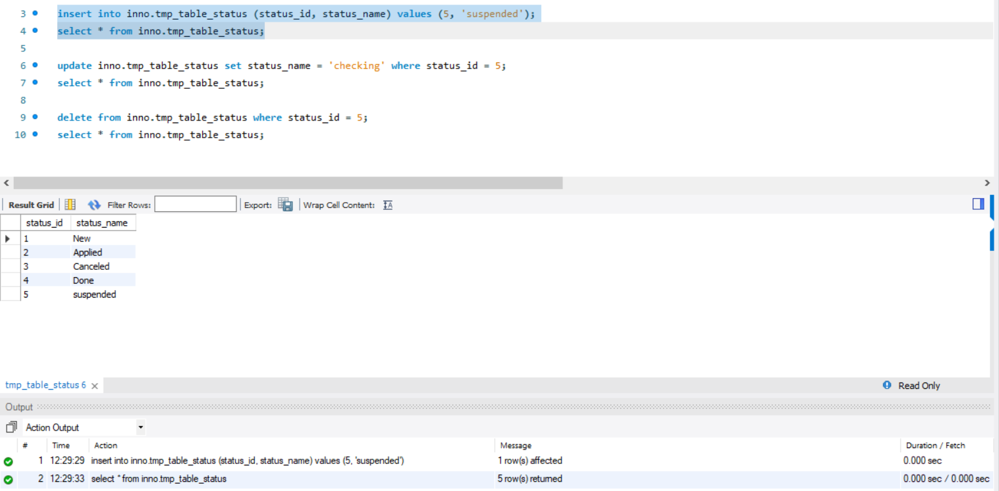 3 insert into inno.tmp_table_status (status_id, status_name) values (5, 'suspended');
4 select * from inno.tmp_table_status;
5
6 update inno.tmp_table_status set status_name = 'checking' where status_id = 5;
7 select * from inno.tmp_table_status;
8
9 delete from inno.tmp_table_status where status_id = 5;
10 select * from inno.tmp_table_status;
Result Grid Filter Rows: Export: Wrap Cell Content:
status_id status_name
1 New
2 Applied
3 Canceled
4 Done
5 suspended
tmp_table_status 6 Read Only
Output
Action Output
# Time Action Message Duration / Fetch
1 12:29:29 insert into inno.tmp_table_status (status_id, status_name) values (5, 'suspended') 1 row(s) affected 0.000 sec
2 12:29:33 select * from inno.tmp_table_status 5 row(s) returned 0.000 sec / 0.000 sec